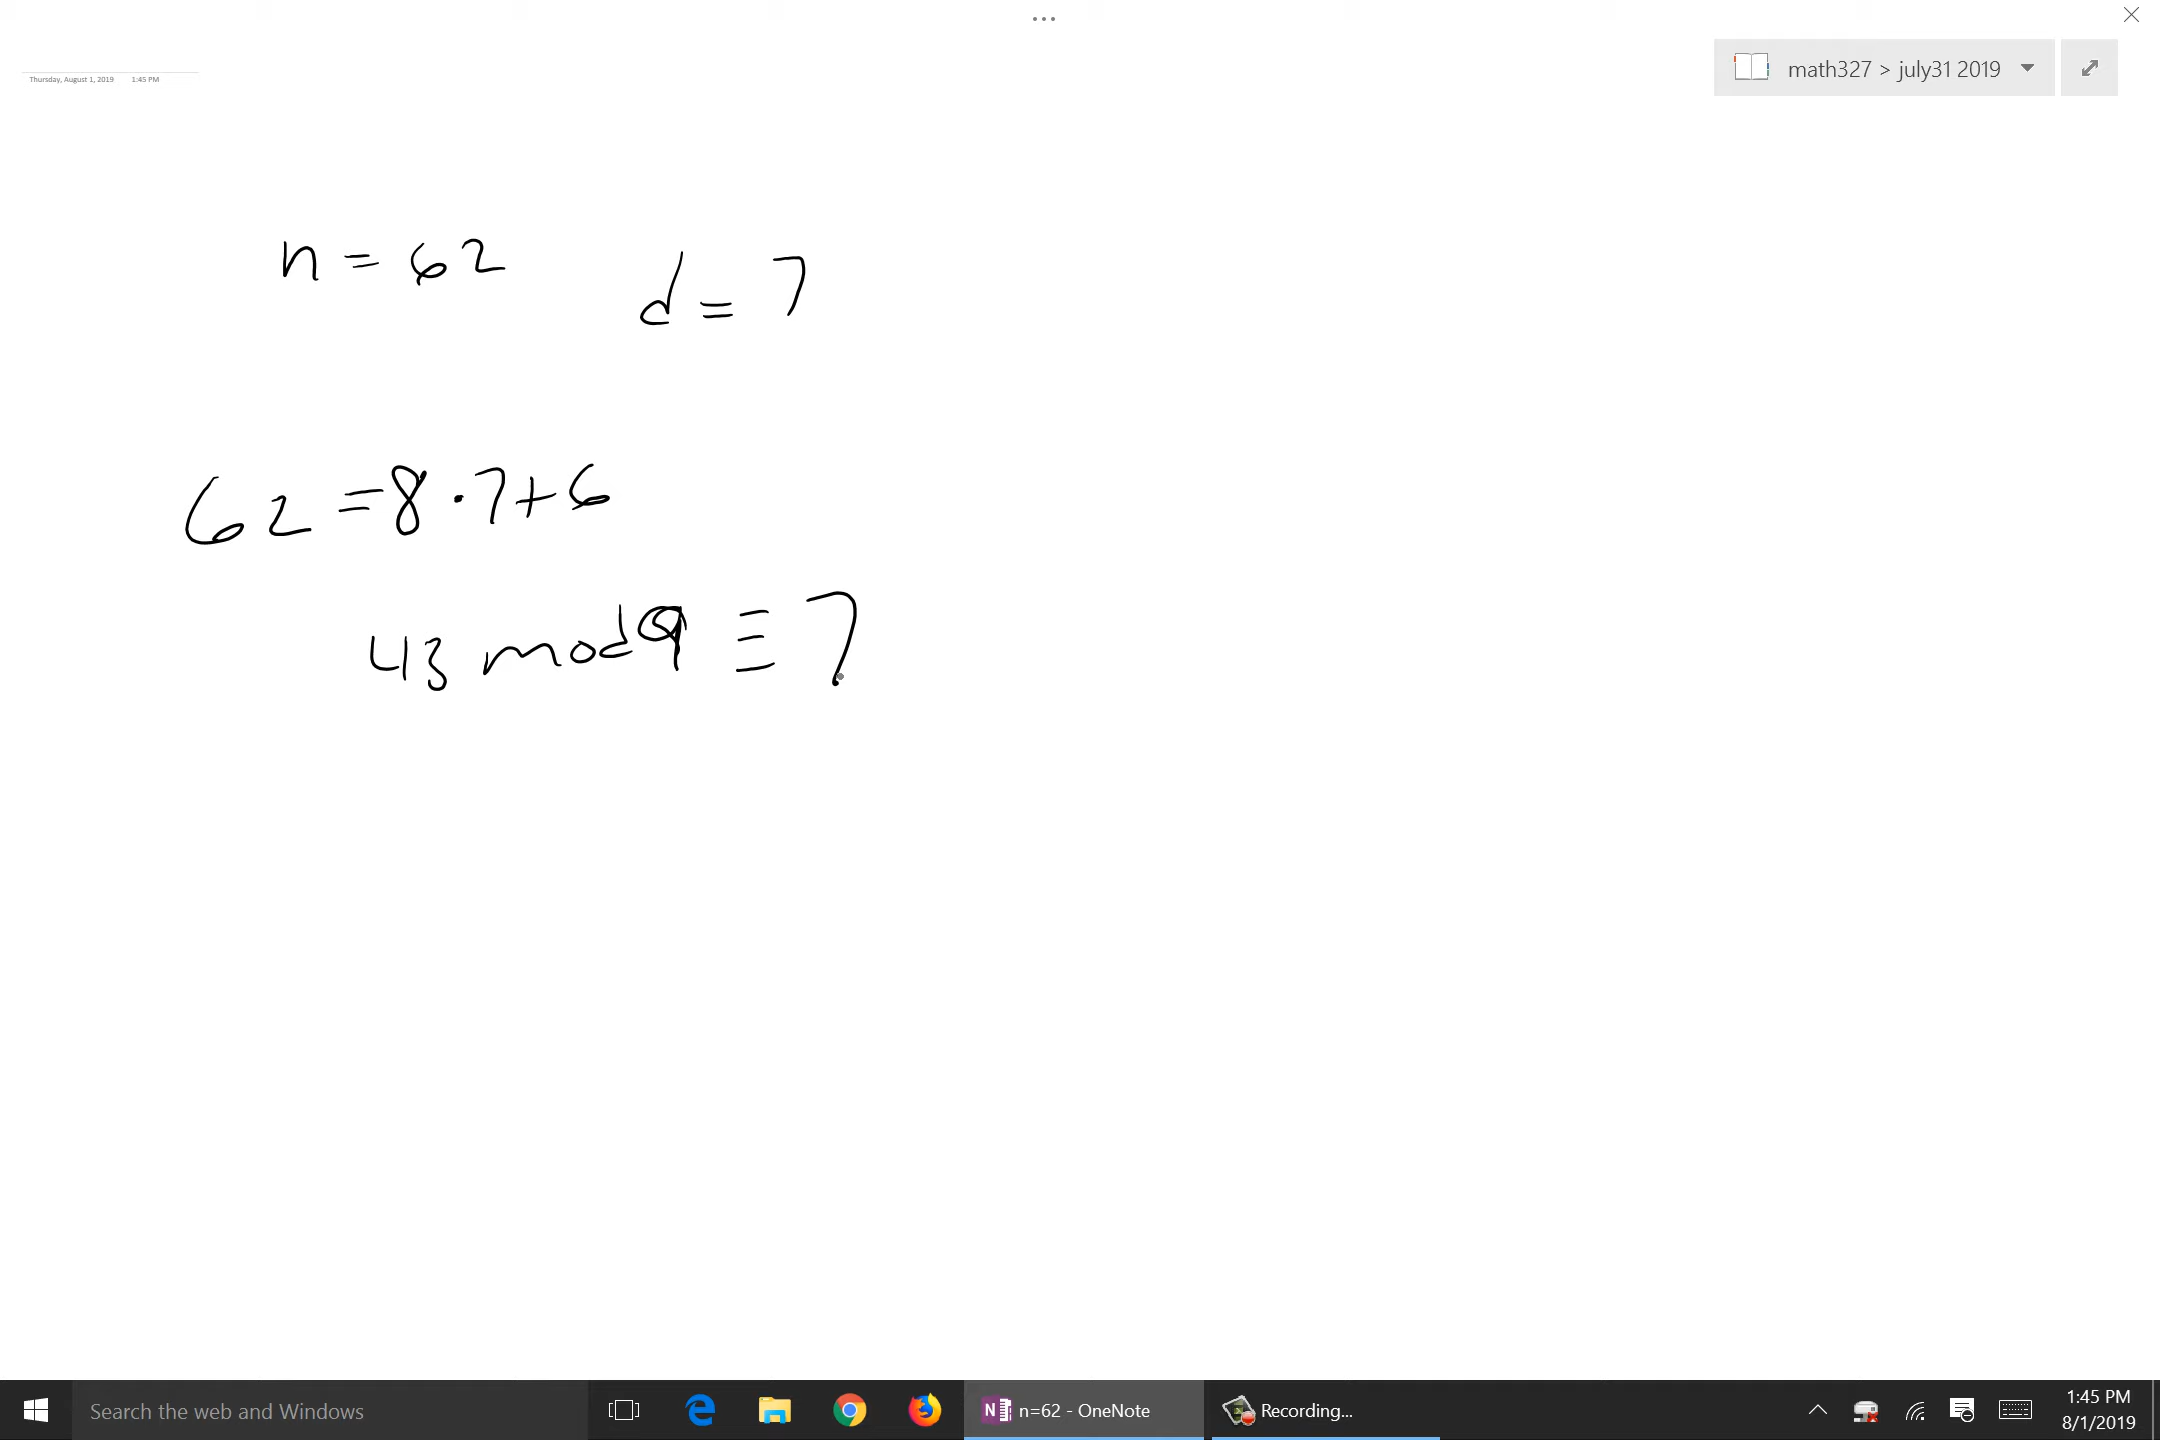 Thursday, August 1, 2019 1:45 PM
math327 > july31 2019
n = 62 d = 7
62 = 8 · 7 + 6
43 mod 9 ≡ 7
Search the web and Windows
n=62 - OneNote
Recording...
1:45 PM
8/1/2019